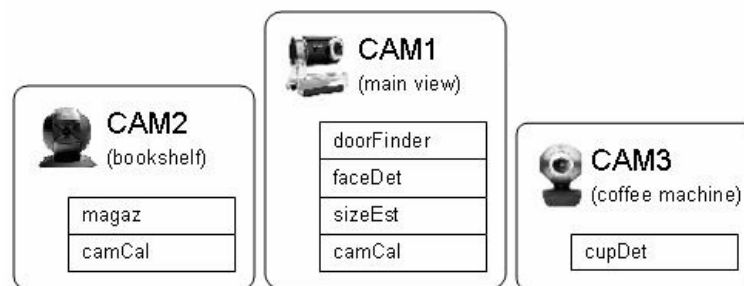 CAM2
(bookshelf)
magaz
camCal
CAM1
(main view)
doorFinder
faceDet
sizeEst
camCal
CAM3
(coffee machine)
cupDet